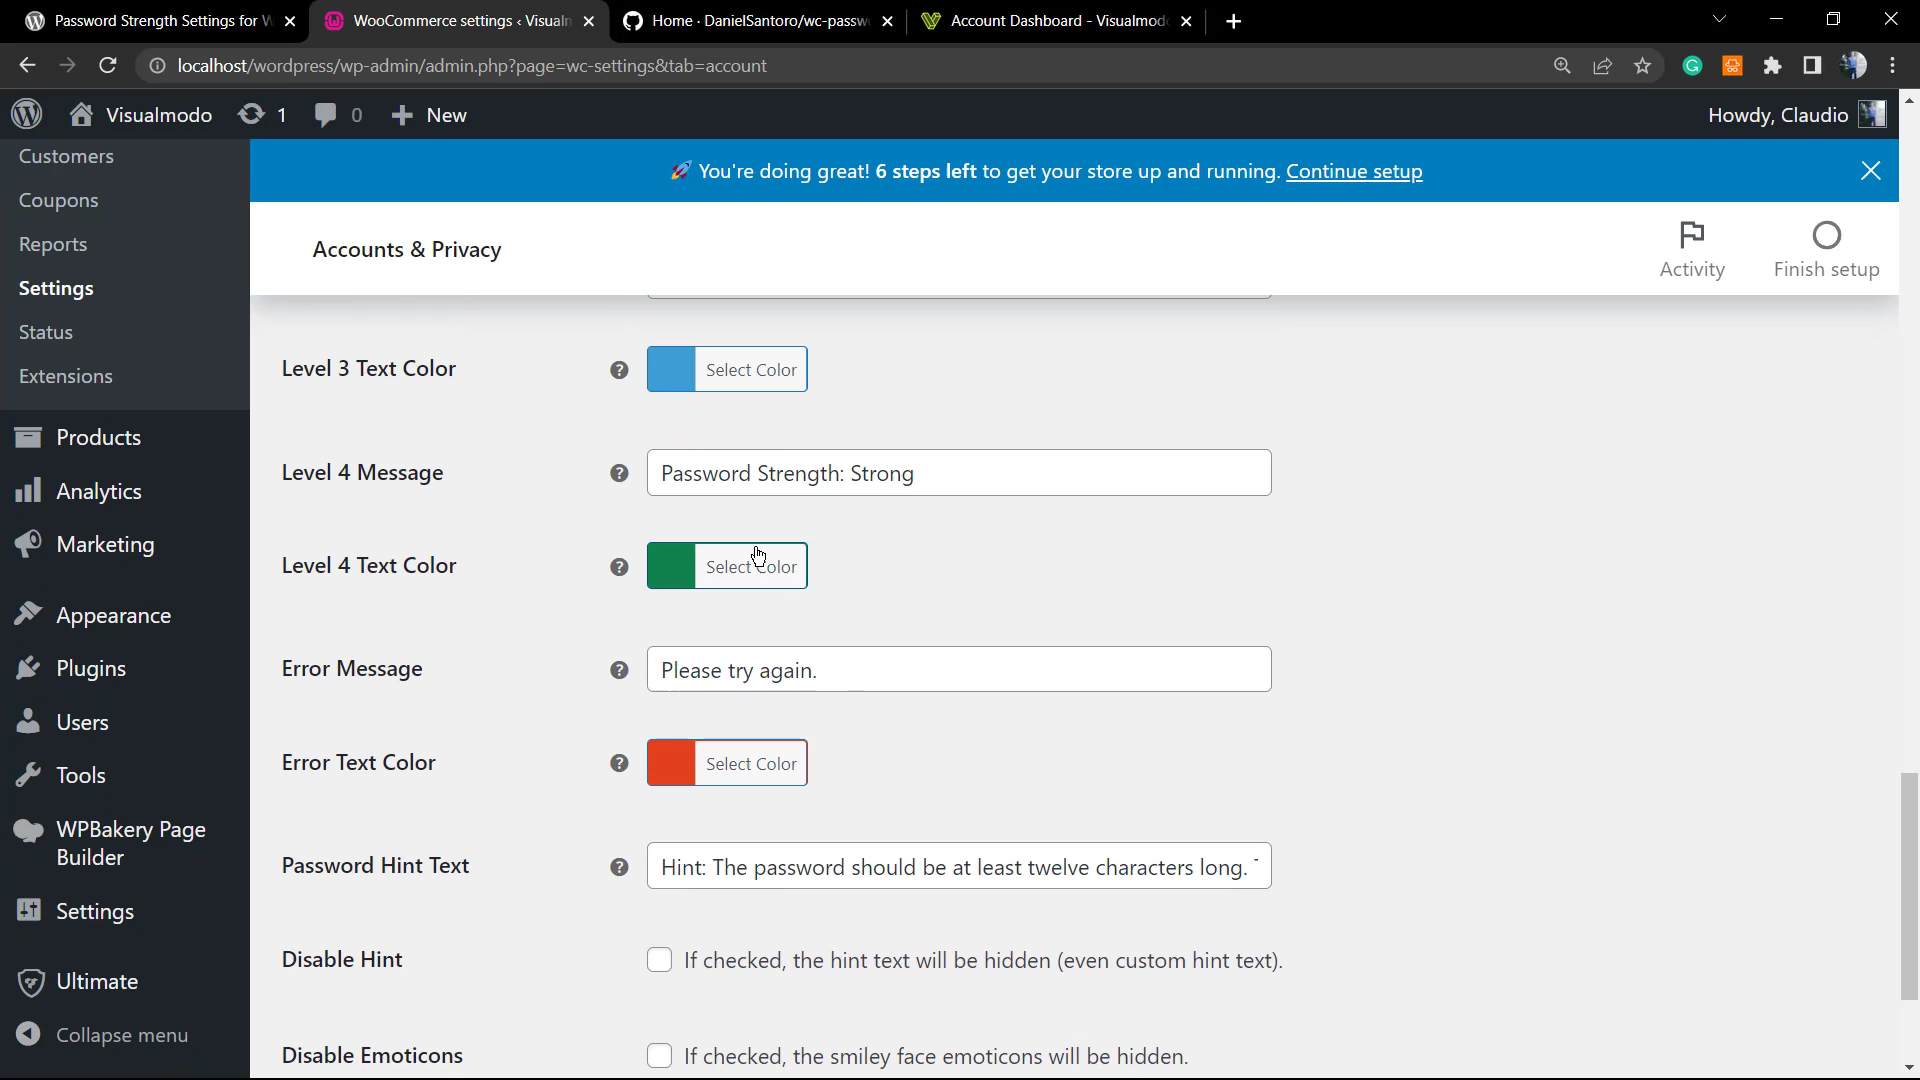 Password Strength Settings for W
WooCommerce settings ‹ Visualm
Home · DanielSantoro/wc-passw
Account Dashboard - Visualmod
localhost/wordpress/wp-admin/admin.php?page=wc-settings&tab=account
Visualmodo
1
0
New
Howdy, Claudio
Customers
Coupons
Reports
Settings
Status
Extensions
Products
Analytics
Marketing
Appearance
Plugins
Users
Tools
WPBakery Page
Builder
Settings
Ultimate
Collapse menu
🚀 You're doing great! 6 steps left to get your store up and running. Continue setup
Accounts & Privacy
Activity
Finish setup
Level 3 Text Color
Select Color
Level 4 Message
Password Strength: Strong
Level 4 Text Color
Select Color
Error Message
Please try again.
Error Text Color
Select Color
Password Hint Text
Hint: The password should be at least twelve characters long.
Disable Hint
If checked, the hint text will be hidden (even custom hint text).
Disable Emoticons
If checked, the smiley face emoticons will be hidden.